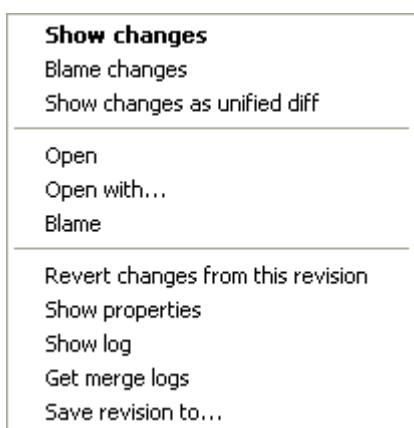 Show changes
Blame changes
Show changes as unified diff
Open
Open with...
Blame
Revert changes from this revision
Show properties
Show log
Get merge logs
Save revision to...